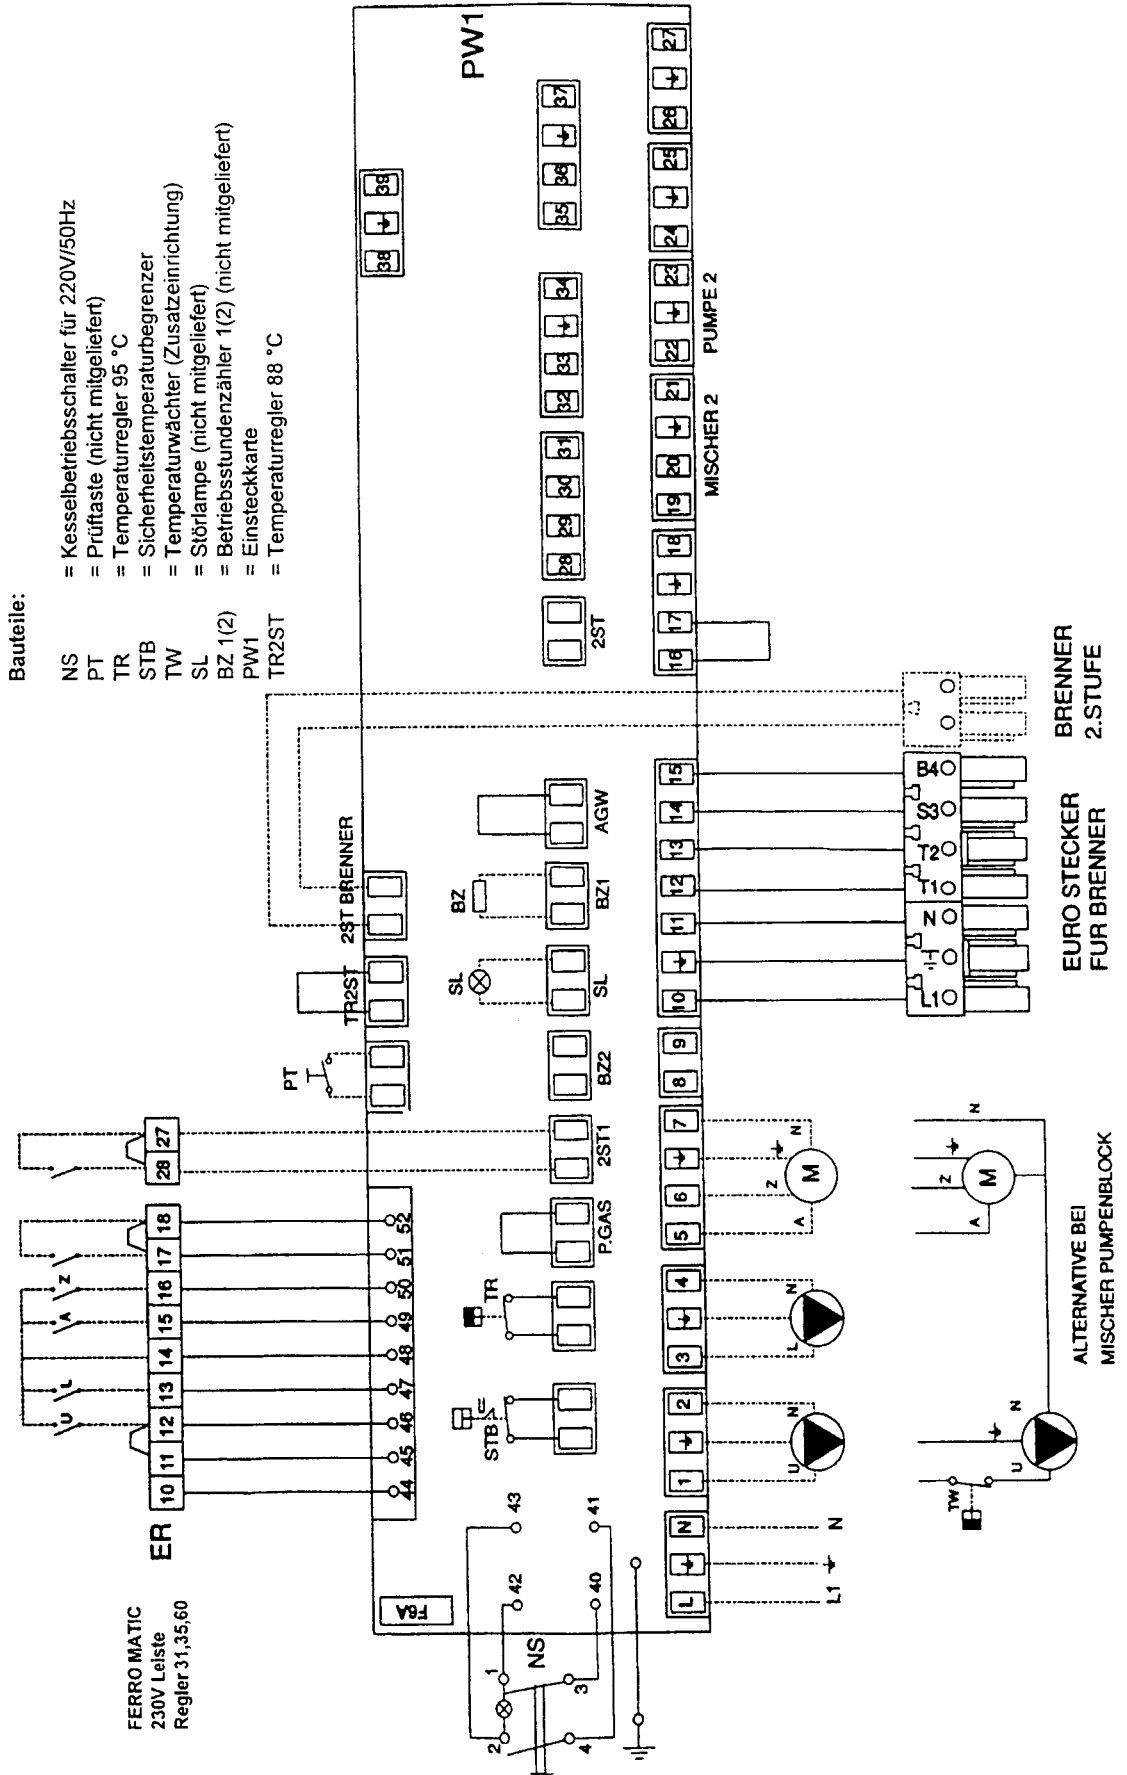 Bauteile:
NS = Kesselbetriebsschalter für 220V/50Hz
PT = Prüftaste (nicht mitgeliefert)
TR = Temperaturregler 95 °C
STB = Sicherheitstemperaturbegrenzer
TW = Temperaturwächter (Zusatzeinrichtung)
SL = Störlampe (nicht mitgeliefert)
BZ 1(2) = Betriebsstundenzähler 1(2) (nicht mitgeliefert)
PW1 = Einsteckkarte
TR2ST = Temperaturregler 88 °C
FERRO MATIC
230V Leiste
Regler 31,35,60
ER
U L A Z
10 11 12 13 14 15 16 17 18 28 27
44 45 46 47 48 49 50 51 52
PT
TR2ST
2ST BRENNER
38 39
PW1
F6A
43
42
41
40
NS
1
2
3
4
STB
TR
SL
BZ
P.GAS
2ST1
BZ2
SL
BZ1
AGW
2ST
28 29 30 31
32 33 34
35 36 37
L N
1 2
3 4
5 6 7
8 9
10 11 12 13 14 15
16 17 18
19 20 21
22 23
24 25
26 27
MISCHER 2
PUMPE 2
L1 N
U N
L N
A Z N
M
L1 N T1 T2 S3 B4
EURO STECKER
FUR BRENNER
BRENNER
2.STUFE
TW
U N
A Z N
M
ALTERNATIVE BEI
MISCHER PUMPENBLOCK